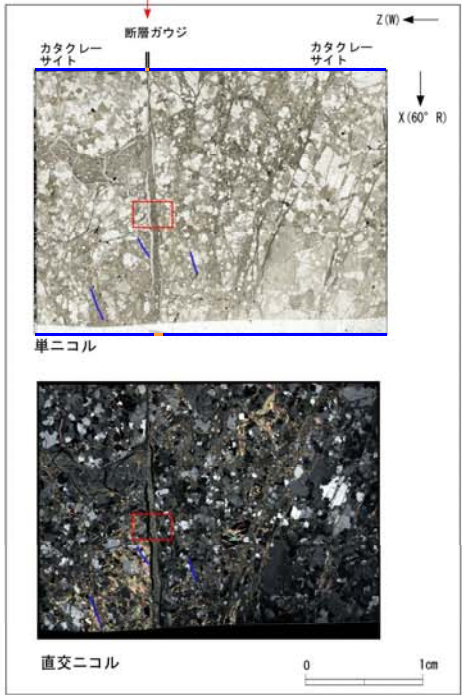 Z(W)
断層ガウジ
カタクレー
サイト
カタクレー
サイト
X(60° R)
単ニコル
直交ニコル
0
1cm